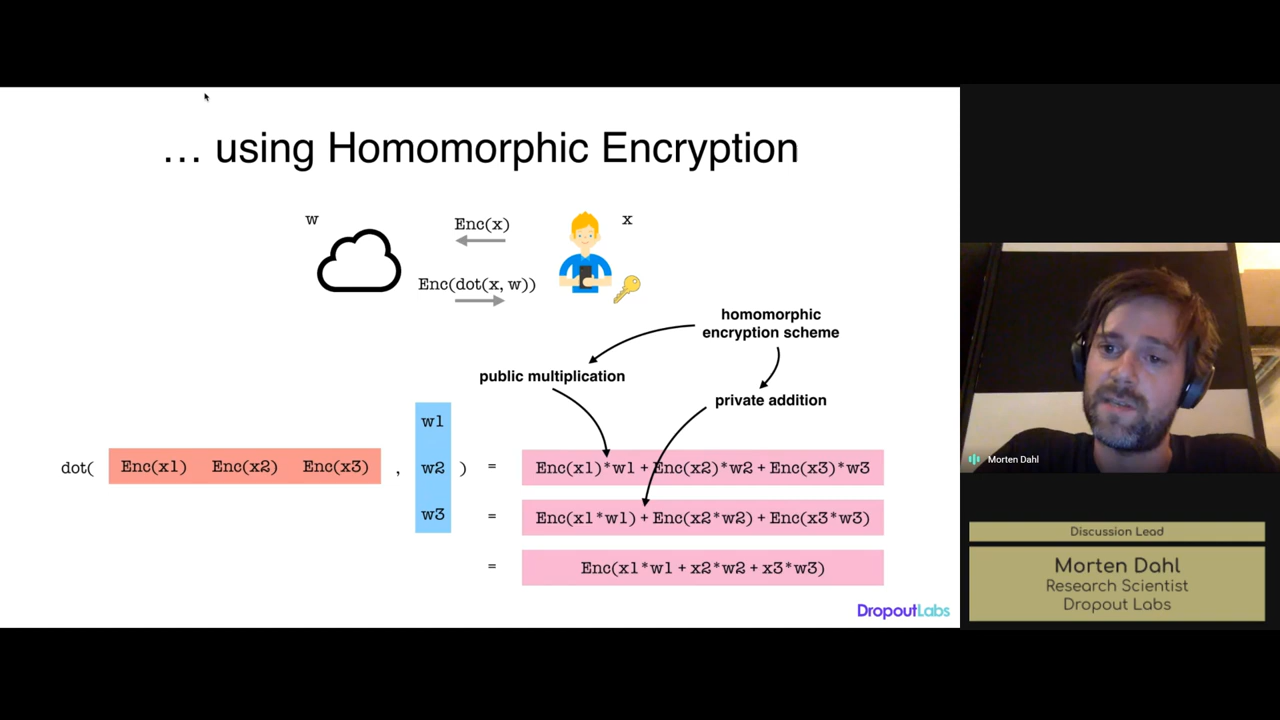 … using Homomorphic Encryption
w
Enc(x)
x
Enc(dot(x, w))
homomorphic
encryption scheme
public multiplication
private addition
w1
dot( Enc(x1) Enc(x2) Enc(x3) , w2 ) = Enc(x1)*w1 + Enc(x2)*w2 + Enc(x3)*w3
w3 = Enc(x1*w1) + Enc(x2*w2) + Enc(x3*w3)
= Enc(x1*w1 + x2*w2 + x3*w3)
DropoutLabs
Morten Dahl
Discussion Lead
Morten Dahl
Research Scientist
Dropout Labs